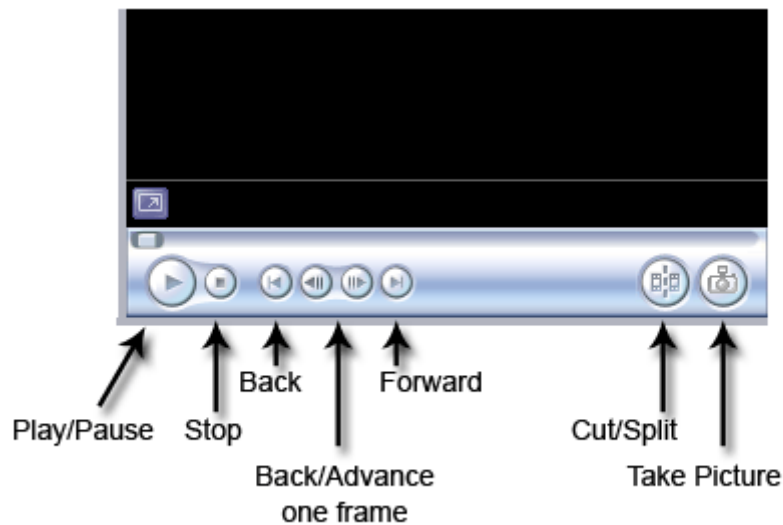 Back
Forward
Play/Pause
Stop
Cut/Split
Back/Advance
one frame
Take Picture